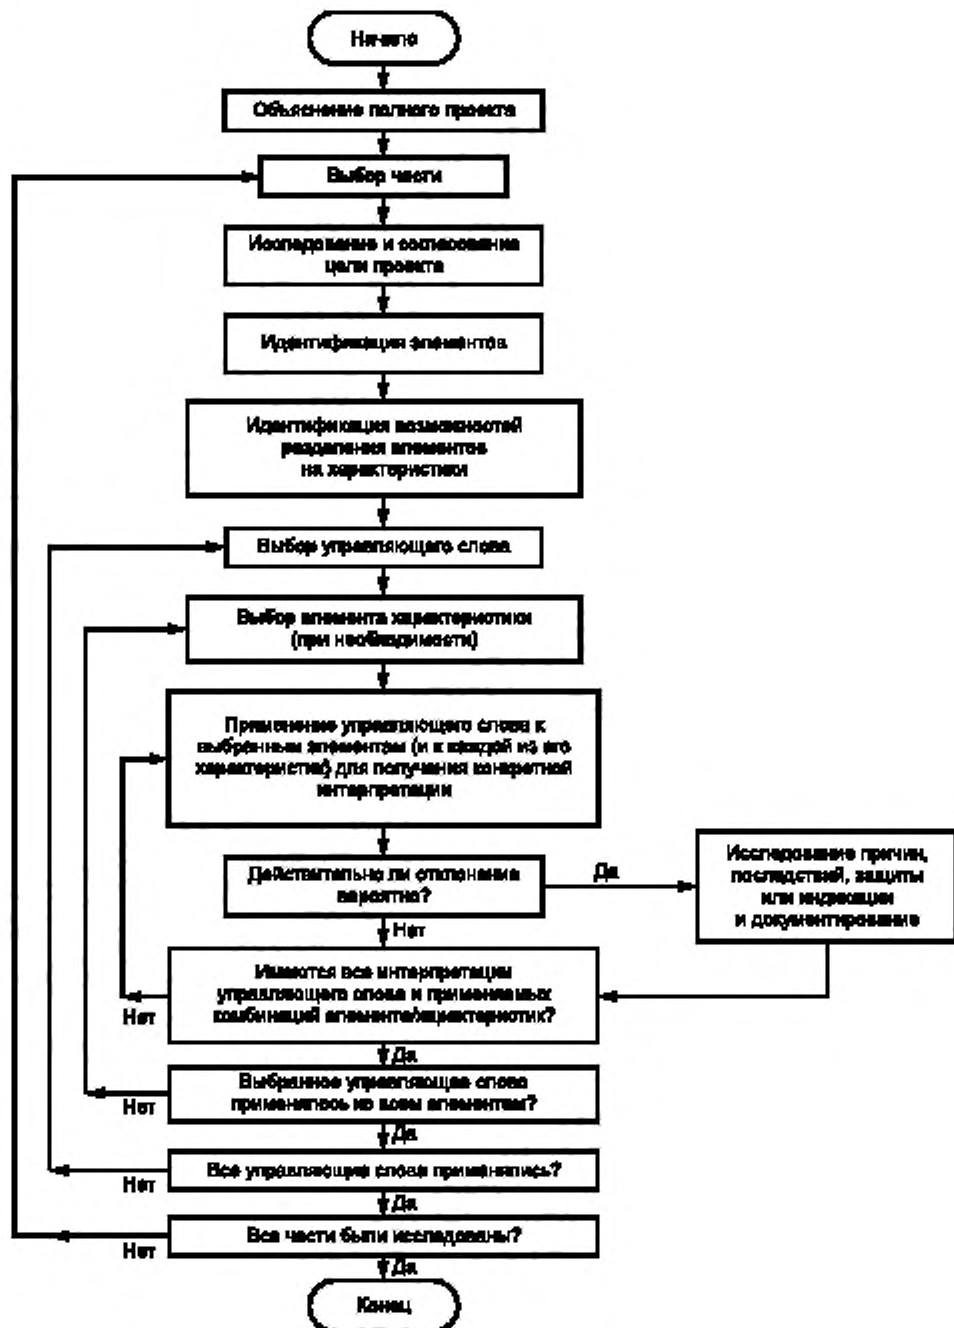 Начало
Объяснение полного проекта
Выбор части
Исследование и согласование
цели проекта
Идентификация элементов
Идентификация возможностей
разделения элементов
на характеристики
Выбор управляющего слова
Выбор элемента характеристики
(при необходимости)
Применение управляющего слова к
выбранным элементам (и к каждой из его
характеристик) для получения конкретной
интерпретации
Действительно ли отклонение
вероятно?
Да
Исследование причин,
последствий, защиты
или индикации
и документирование
Нет
Имеются все интерпретации
управляющего слова и применяемых
комбинаций элемента/характеристик?
Нет
Да
Выбранное управляющее слово
применялось ко всем элементам?
Нет
Да
Все управляющие слова применялись?
Нет
Да
Все части были исследованы?
Нет
Да
Конец